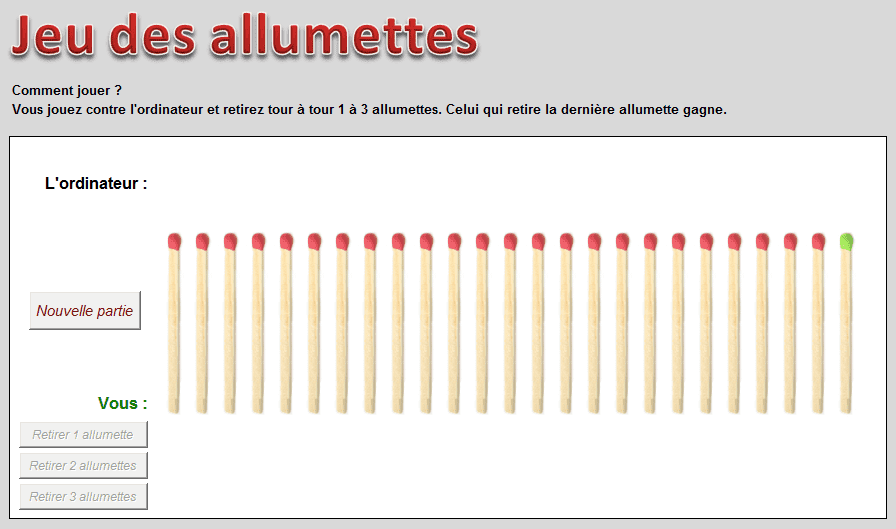 Jeu des allumettes
Comment jouer ?
Vous jouez contre l'ordinateur et retirez tour à tour 1 à 3 allumettes. Celui qui retire la dernière allumette gagne.
L'ordinateur :
Nouvelle partie
Vous :
Retirer 1 allumette
Retirer 2 allumettes
Retirer 3 allumettes